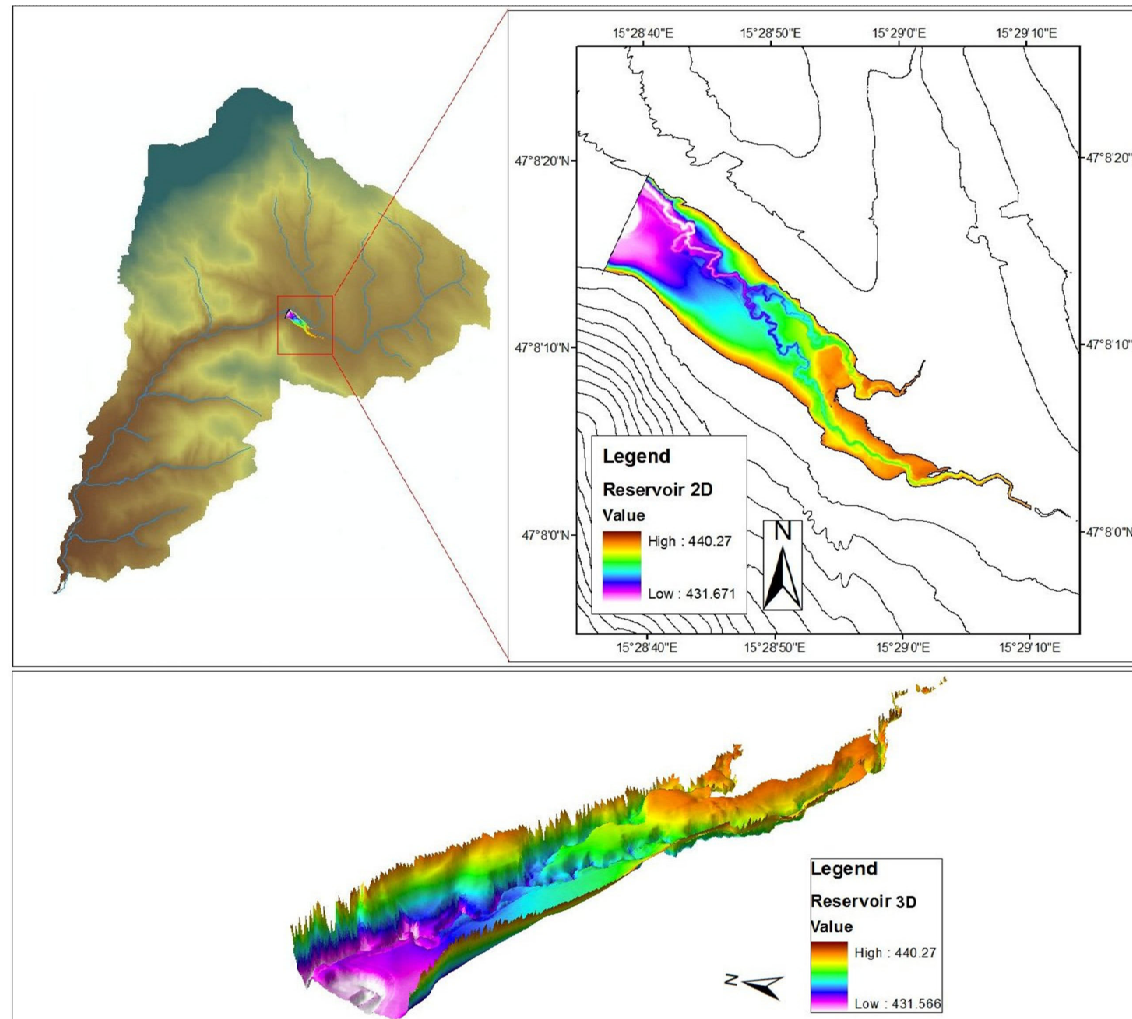 15°28'40"E 15°28'50"E 15°29'0"E 15°29'10"E
47°8'20"N 47°8'20"N
47°8'10"N 47°8'10"N
47°8'0"N 47°8'0"N
Legend
Reservoir 2D
Value
High : 440.27
Low : 431.671
N
15°28'40"E 15°28'50"E 15°29'0"E 15°29'10"E
Legend
Reservoir 3D
Value
High : 440.27
Low : 431.566
N